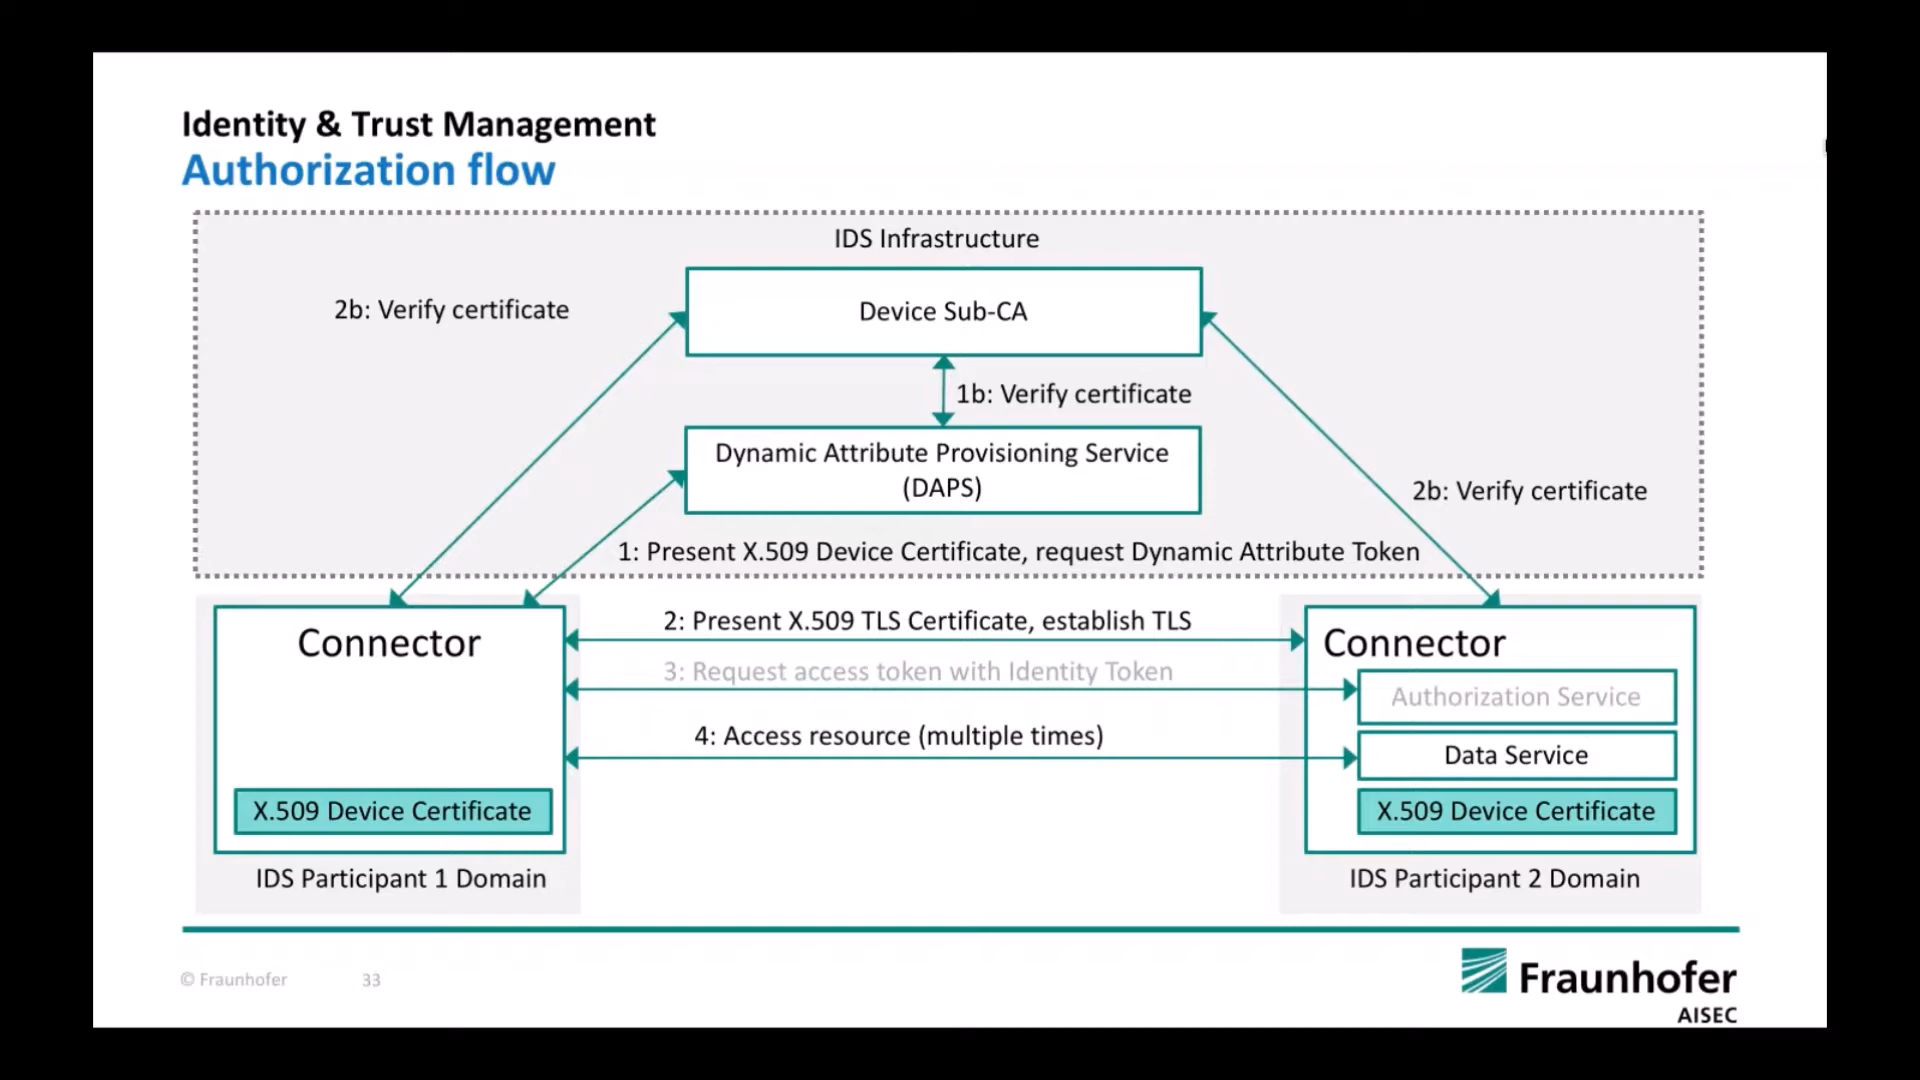 Identity & Trust Management
Authorization flow
IDS Infrastructure
2b: Verify certificate
Device Sub-CA
1b: Verify certificate
Dynamic Attribute Provisioning Service
(DAPS)
2b: Verify certificate
1: Present X.509 Device Certificate, request Dynamic Attribute Token
Connector
2: Present X.509 TLS Certificate, establish TLS
Connector
3: Request access token with Identity Token
Authorization Service
4: Access resource (multiple times)
Data Service
X.509 Device Certificate
X.509 Device Certificate
IDS Participant 1 Domain
IDS Participant 2 Domain
© Fraunhofer
33
Fraunhofer
AISEC